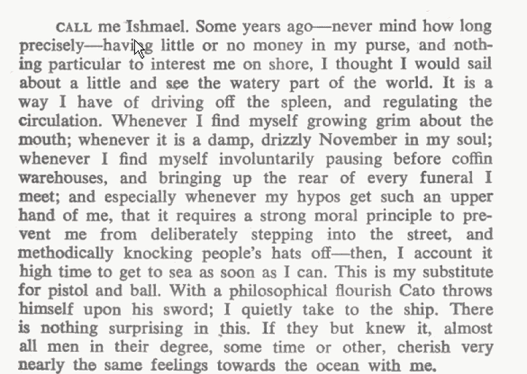 CALL me Ishmael. Some years ago—never mind how long
precisely—having little or no money in my purse, and noth-
ing particular to interest me on shore, I thought I would sail
about a little and see the watery part of the world. It is a
way I have of driving off the spleen, and regulating the
circulation. Whenever I find myself growing grim about the
mouth; whenever it is a damp, drizzly November in my soul;
whenever I find myself involuntarily pausing before coffin
warehouses, and bringing up the rear of every funeral I
meet; and especially whenever my hypos get such an upper
hand of me, that it requires a strong moral principle to pre-
vent me from deliberately stepping into the street, and
methodically knocking people's hats off—then, I account it
high time to get to sea as soon as I can. This is my substitute
for pistol and ball. With a philosophical flourish Cato throws
himself upon his sword; I quietly take to the ship. There
is nothing surprising in this. If they but knew it, almost
all men in their degree, some time or other, cherish very
nearly the same feelings towards the ocean with me.